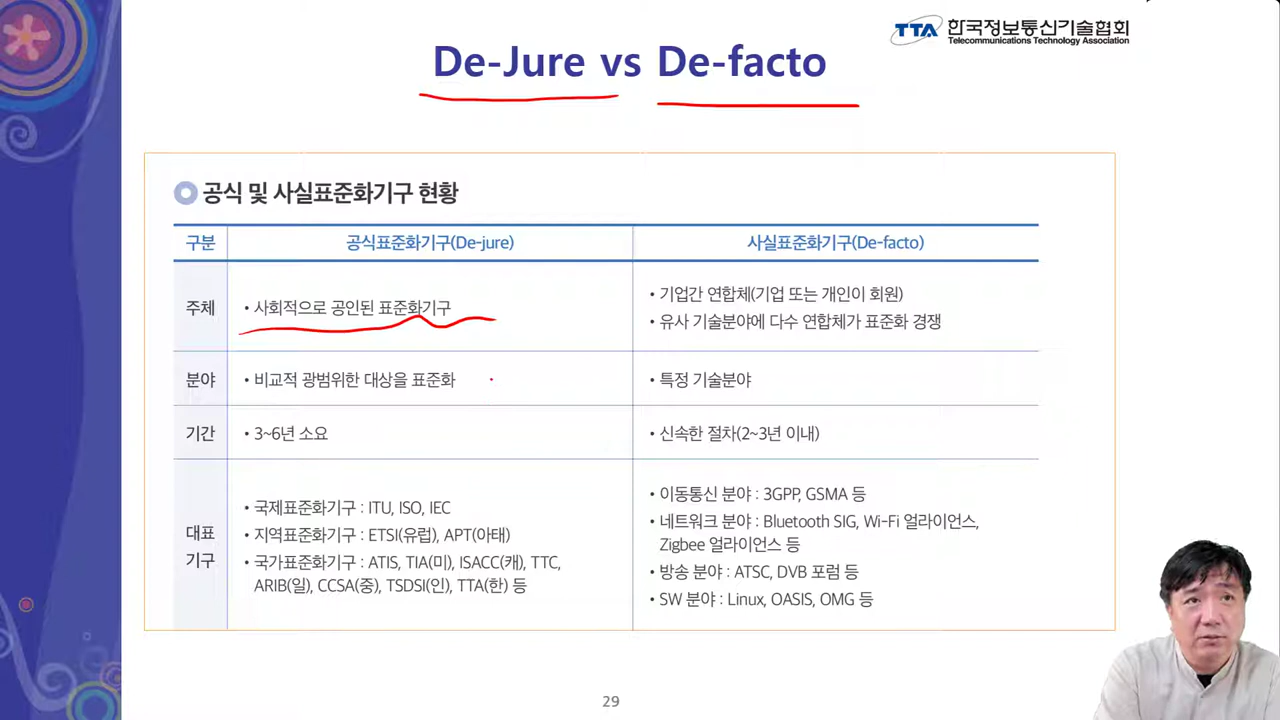 TTA 한국정보통신기술협회
Telecommunications Technology Association
De-Jure vs De-facto
공식 및 사실표준화기구 현황
구분 공식표준화기구(De-jure) 사실표준화기구(De-facto)
주체 • 사회적으로 공인된 표준화기구 • 기업간 연합체(기업 또는 개인이 회원)
• 유사 기술분야에 다수 연합체가 표준화 경쟁
분야 • 비교적 광범위한 대상을 표준화 • 특정 기술분야
기간 • 3~6년 소요 • 신속한 절차(2~3년 이내)
대표
기구
• 국제표준화기구 : ITU, ISO, IEC
• 지역표준화기구 : ETSI(유럽), APT(아태)
• 국가표준화기구 : ATIS, TIA(미), ISACC(캐), TTC,
ARIB(일), CCSA(중), TSDSI(인), TTA(한) 등
• 이동통신 분야 : 3GPP, GSMA 등
• 네트워크 분야 : Bluetooth SIG, Wi-Fi 얼라이언스,
Zigbee 얼라이언스 등
• 방송 분야 : ATSC, DVB 포럼 등
• SW 분야 : Linux, OASIS, OMG 등
29